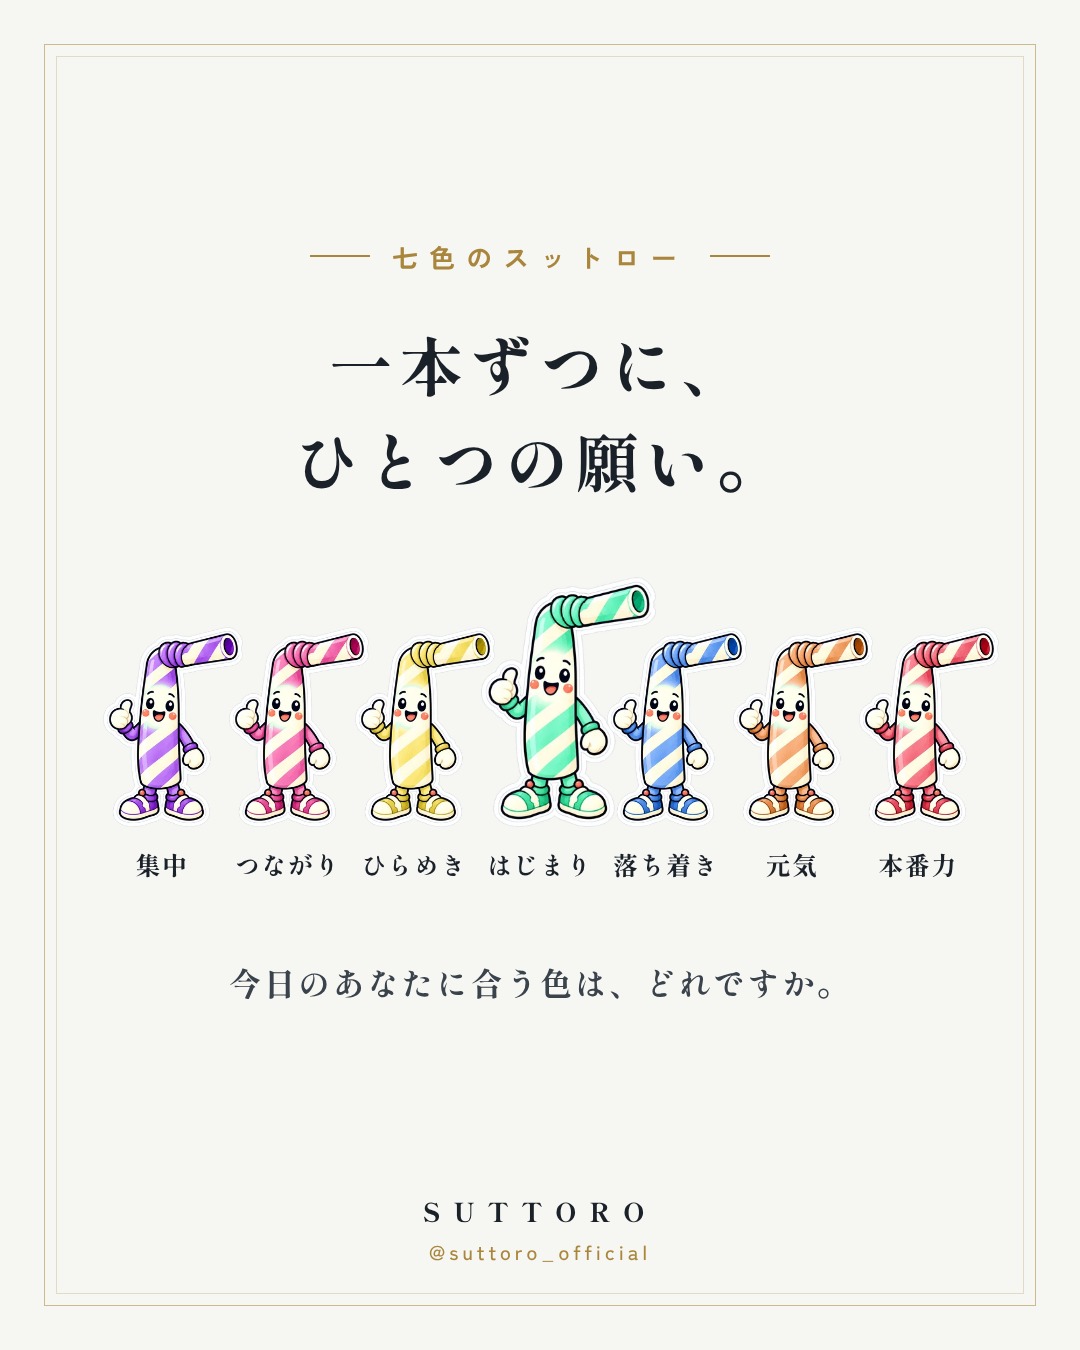 七色のスットロー
一本ずつに、
ひとつの願い。
集中 つながり ひらめき はじまり 落ち着き 元気 本番力
今日のあなたに合う色は、どれですか。
SUTTORO
@suttoro_official